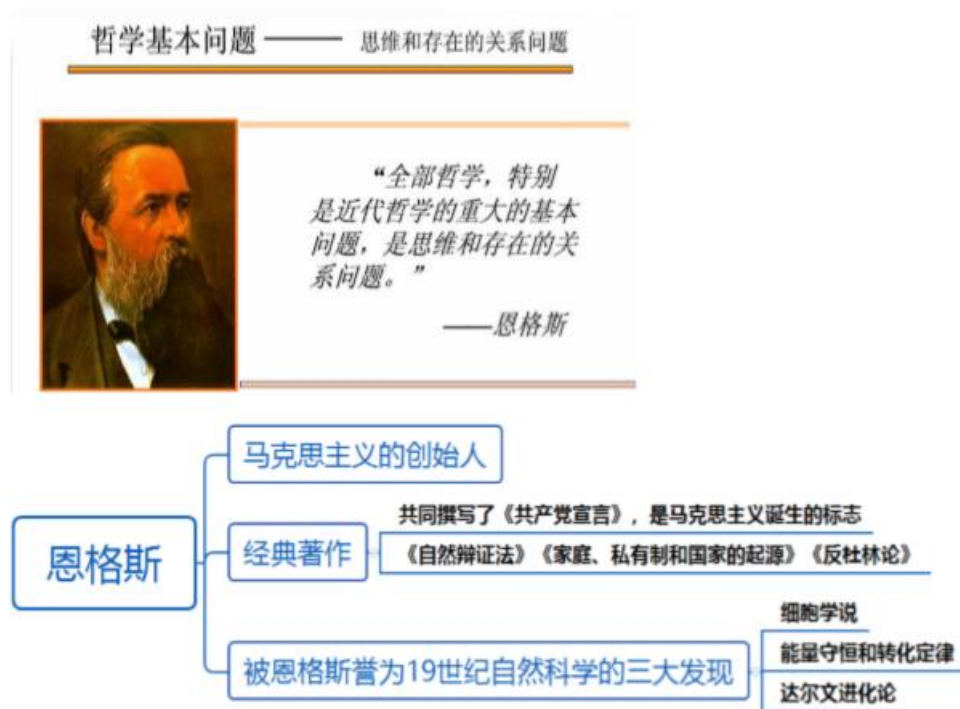 哲学基本问题 —— 思维和存在的关系问题
“全部哲学，特别
是近代哲学的重大的基本
问题，是思维和存在的关
系问题。”
——恩格斯
恩格斯
马克思主义的创始人
经典著作
共同撰写了《共产党宣言》，是马克思主义诞生的标志
《自然辩证法》《家庭、私有制和国家的起源》《反杜林论》
被恩格斯誉为19世纪自然科学的三大发现
细胞学说
能量守恒和转化定律
达尔文进化论